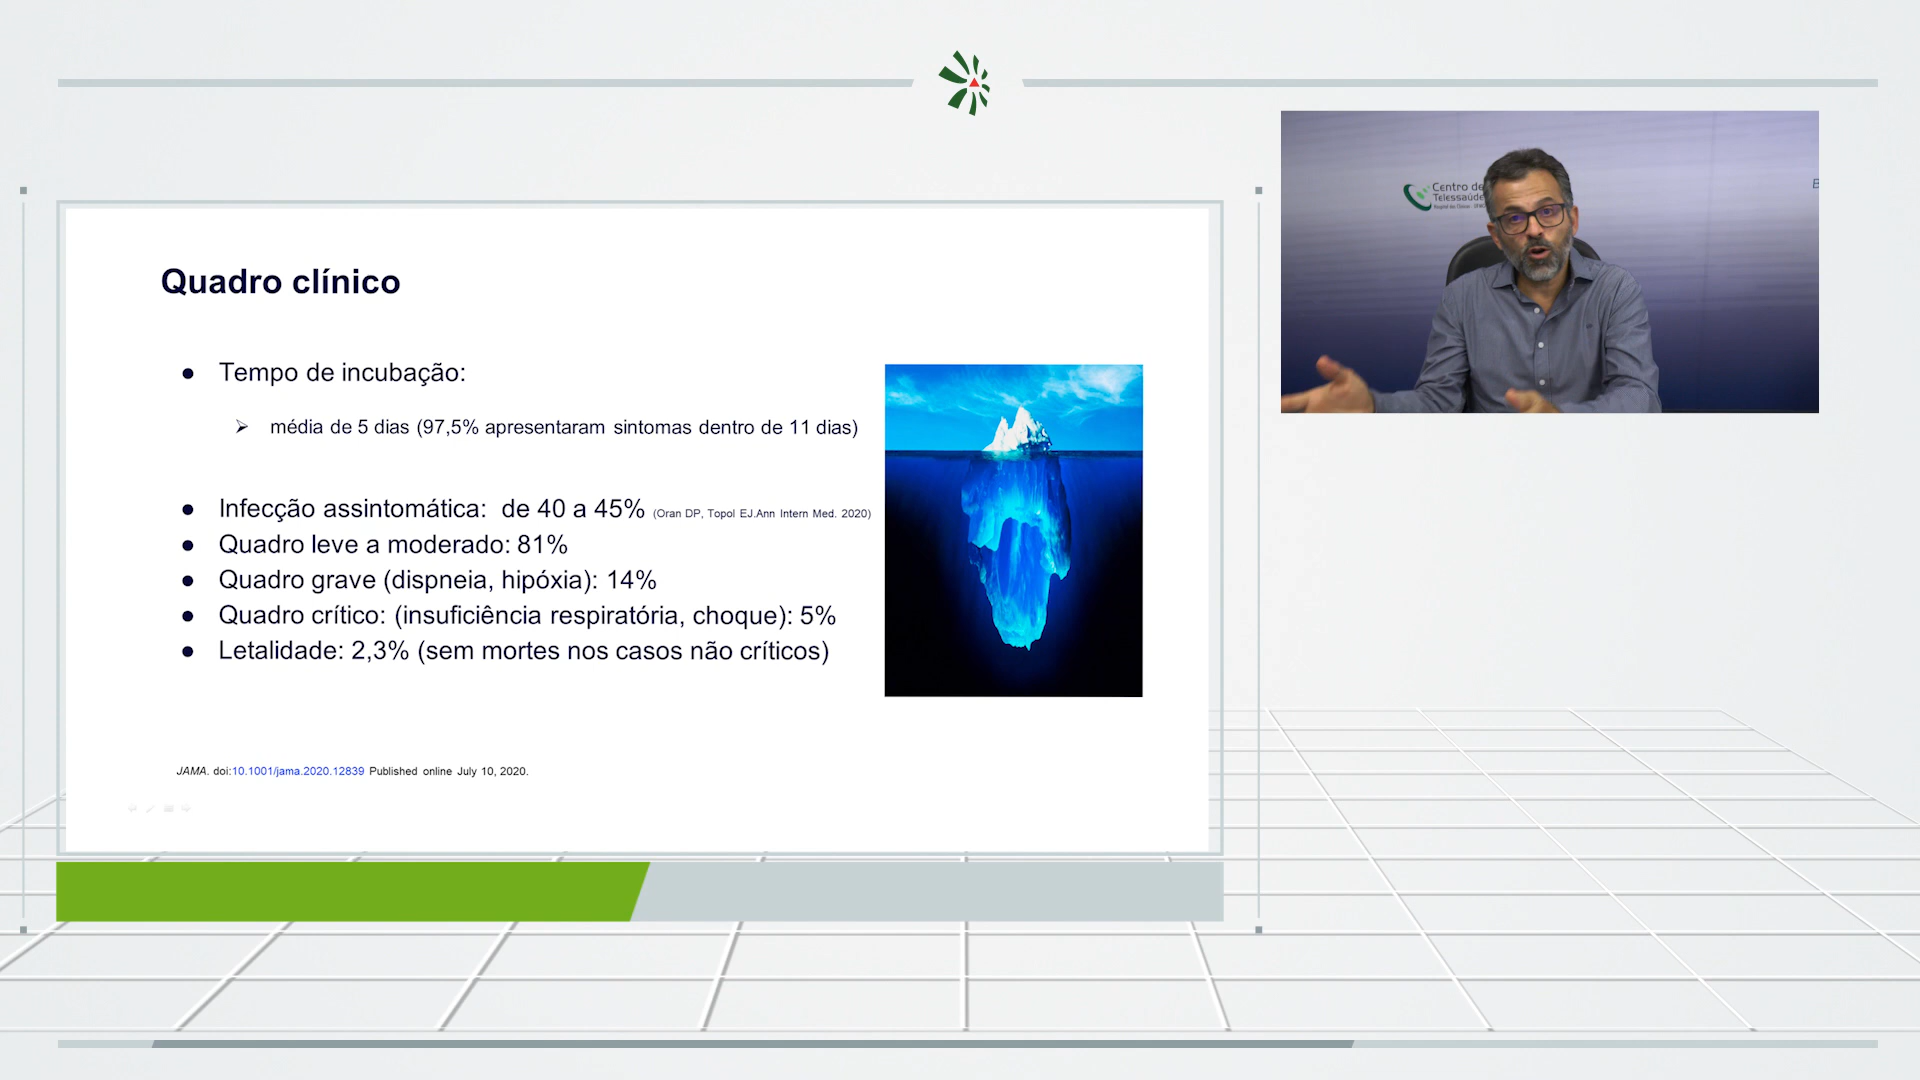 Quadro clínico
● Tempo de incubação:
➢ média de 5 dias (97,5% apresentaram sintomas dentro de 11 dias)
● Infecção assintomática: de 40 a 45% (Oran DP, Topol EJ.Ann Intern Med. 2020)
● Quadro leve a moderado: 81%
● Quadro grave (dispneia, hipóxia): 14%
● Quadro crítico: (insuficiência respiratória, choque): 5%
● Letalidade: 2,3% (sem mortes nos casos não críticos)
JAMA. doi:10.1001/jama.2020.12839 Published online July 10, 2020.
Centro de
Telessaúde